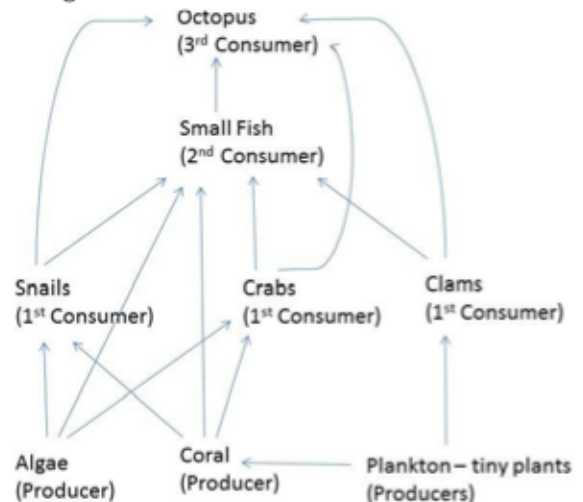 Octopus
(3rd Consumer)
Small Fish
(2nd Consumer)
Snails
(1st Consumer)
Crabs
(1st Consumer)
Clams
(1st Consumer)
Algae
(Producer)
Coral
(Producer)
Plankton – tiny plants
(Producers)